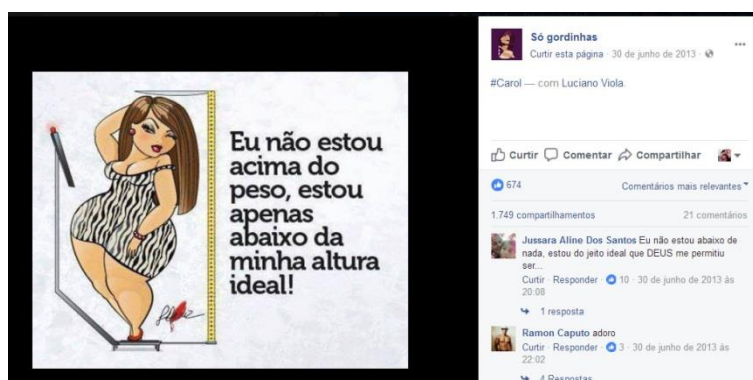 Eu não estou
acima do
peso, estou
apenas
abaixo da
minha altura
ideal!
Só gordinhas
Curtir esta página · 30 de junho de 2013 ·
#Carol — com Luciano Viola.
Curtir Comentar Compartilhar
674 Comentários mais relevantes
1.749 compartilhamentos 21 comentários
Jussara Aline Dos Santos Eu não estou abaixo de
nada, estou do jeito ideal que DEUS me permitiu
ser...
Curtir · Responder · 10 · 30 de junho de 2013 às
20:08
1 resposta
Ramon Caputo adoro
Curtir · Responder · 3 · 30 de junho de 2013 às
22:02
4 Respostas